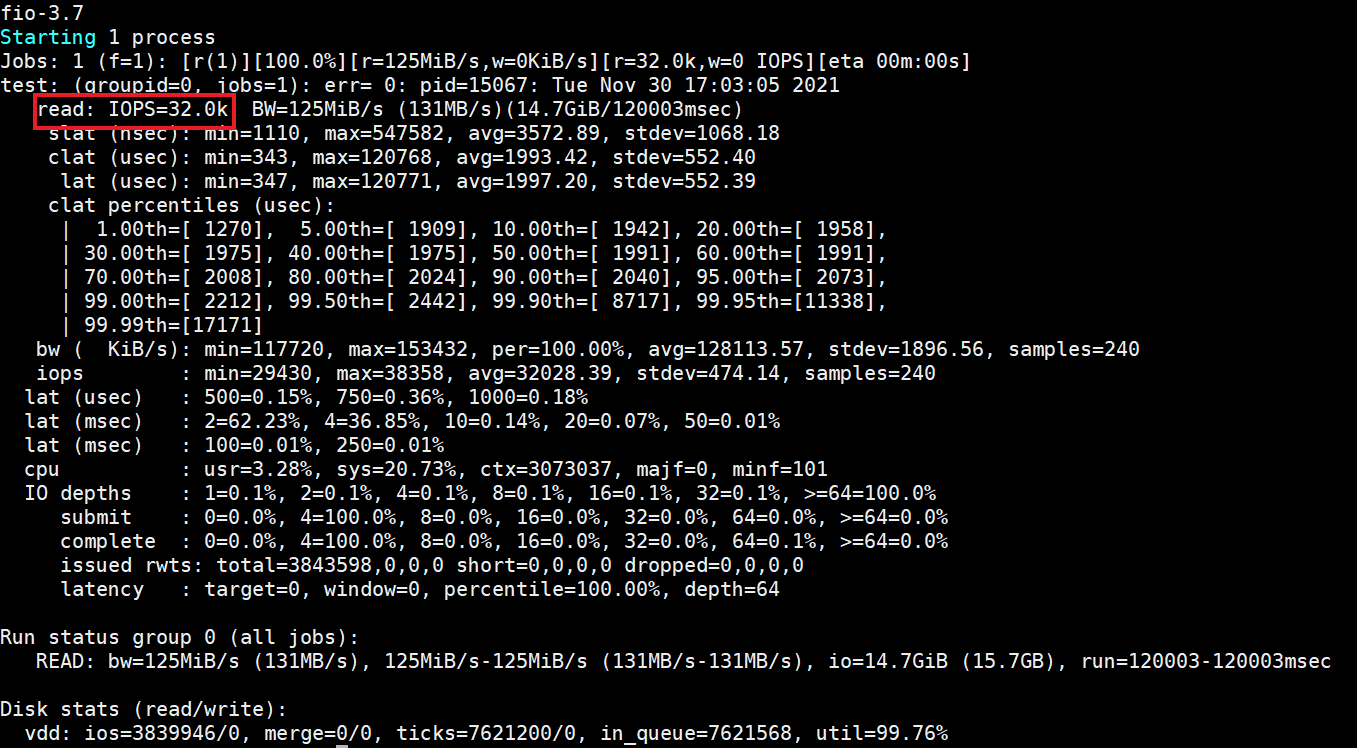 fio-3.7
Starting 1 process
Jobs: 1 (f=1): [r(1)][100.0%][r=125MiB/s,w=0KiB/s][r=32.0k,w=0 IOPS][eta 00m:00s]
test: (groupid=0, jobs=1): err= 0: pid=15067: Tue Nov 30 17:03:05 2021
   read: IOPS=32.0k  BW=125MiB/s (131MB/s)(14.7GiB/120003msec)
    slat (nsec): min=1110, max=547582, avg=3572.89, stdev=1068.18
    clat (usec): min=343, max=120768, avg=1993.42, stdev=552.40
     lat (usec): min=347, max=120771, avg=1997.20, stdev=552.39
    clat percentiles (usec):
     |  1.00th=[ 1270],  5.00th=[ 1909], 10.00th=[ 1942], 20.00th=[ 1958],
     | 30.00th=[ 1975], 40.00th=[ 1975], 50.00th=[ 1991], 60.00th=[ 1991],
     | 70.00th=[ 2008], 80.00th=[ 2024], 90.00th=[ 2040], 95.00th=[ 2073],
     | 99.00th=[ 2212], 99.50th=[ 2442], 99.90th=[ 8717], 99.95th=[11338],
     | 99.99th=[17171]
   bw (  KiB/s): min=117720, max=153432, per=100.00%, avg=128113.57, stdev=1896.56, samples=240
   iops        : min=29430, max=38358, avg=32028.39, stdev=474.14, samples=240
  lat (usec)   : 500=0.15%, 750=0.36%, 1000=0.18%
  lat (msec)   : 2=62.23%, 4=36.85%, 10=0.14%, 20=0.07%, 50=0.01%
  lat (msec)   : 100=0.01%, 250=0.01%
  cpu          : usr=3.28%, sys=20.73%, ctx=3073037, majf=0, minf=101
  IO depths    : 1=0.1%, 2=0.1%, 4=0.1%, 8=0.1%, 16=0.1%, 32=0.1%, >=64=100.0%
     submit    : 0=0.0%, 4=100.0%, 8=0.0%, 16=0.0%, 32=0.0%, 64=0.0%, >=64=0.0%
     complete  : 0=0.0%, 4=100.0%, 8=0.0%, 16=0.0%, 32=0.0%, 64=0.1%, >=64=0.0%
     issued rwts: total=3843598,0,0,0 short=0,0,0,0 dropped=0,0,0,0
     latency   : target=0, window=0, percentile=100.00%, depth=64

Run status group 0 (all jobs):
   READ: bw=125MiB/s (131MB/s), 125MiB/s-125MiB/s (131MB/s-131MB/s), io=14.7GiB (15.7GB), run=120003-120003msec

Disk stats (read/write):
  vdd: ios=3839946/0, merge=0/0, ticks=7621200/0, in_queue=7621568, util=99.76%